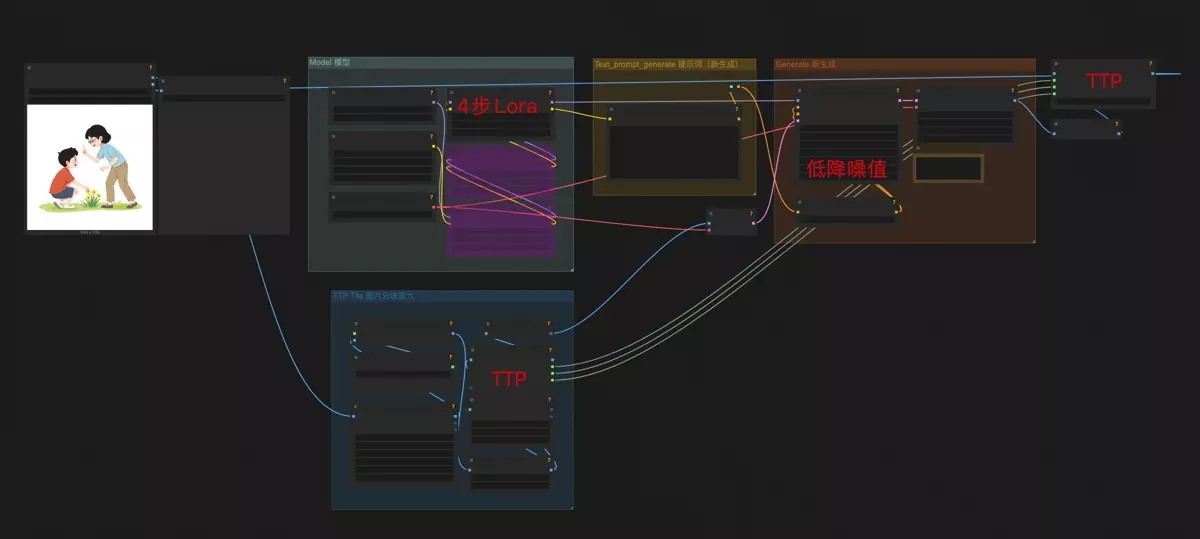 Model 模型
4步 Lora
Text_prompt_generate 提示词（新生成）
Generate 新生成
低降噪值
TTP
TTP Tile 图片分块放大
TTP